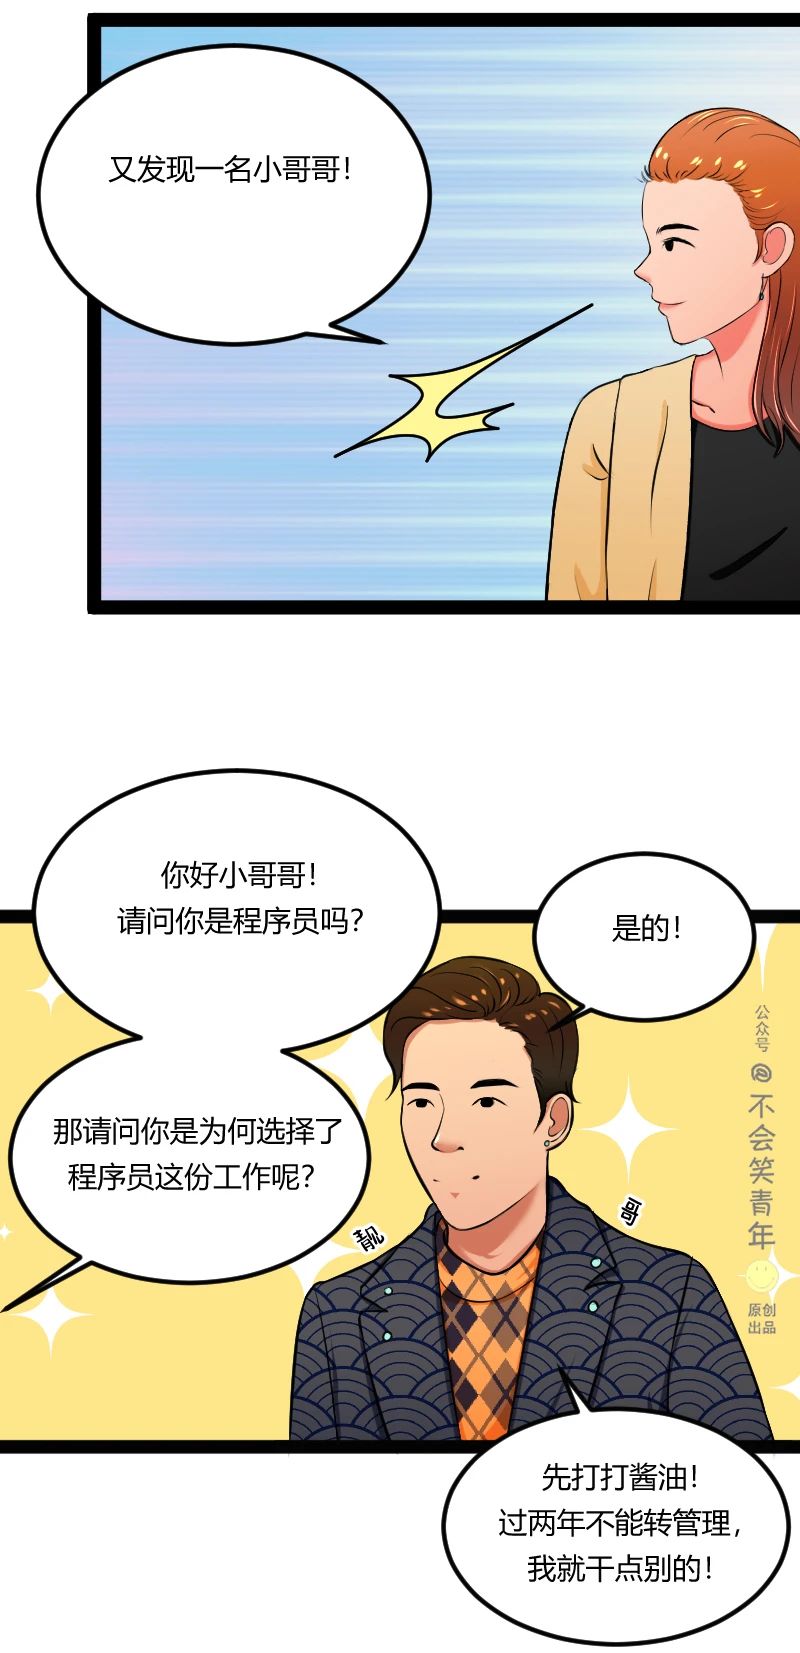 又发现一名小哥哥！
你好小哥哥！
请问你是程序员吗？
是的！
那请问你是为何选择了
程序员这份工作呢？
靓
哥
先打打酱油！
过两年不能转管理，
我就干点别的！
公众号
@不会笑青年
原创
出品